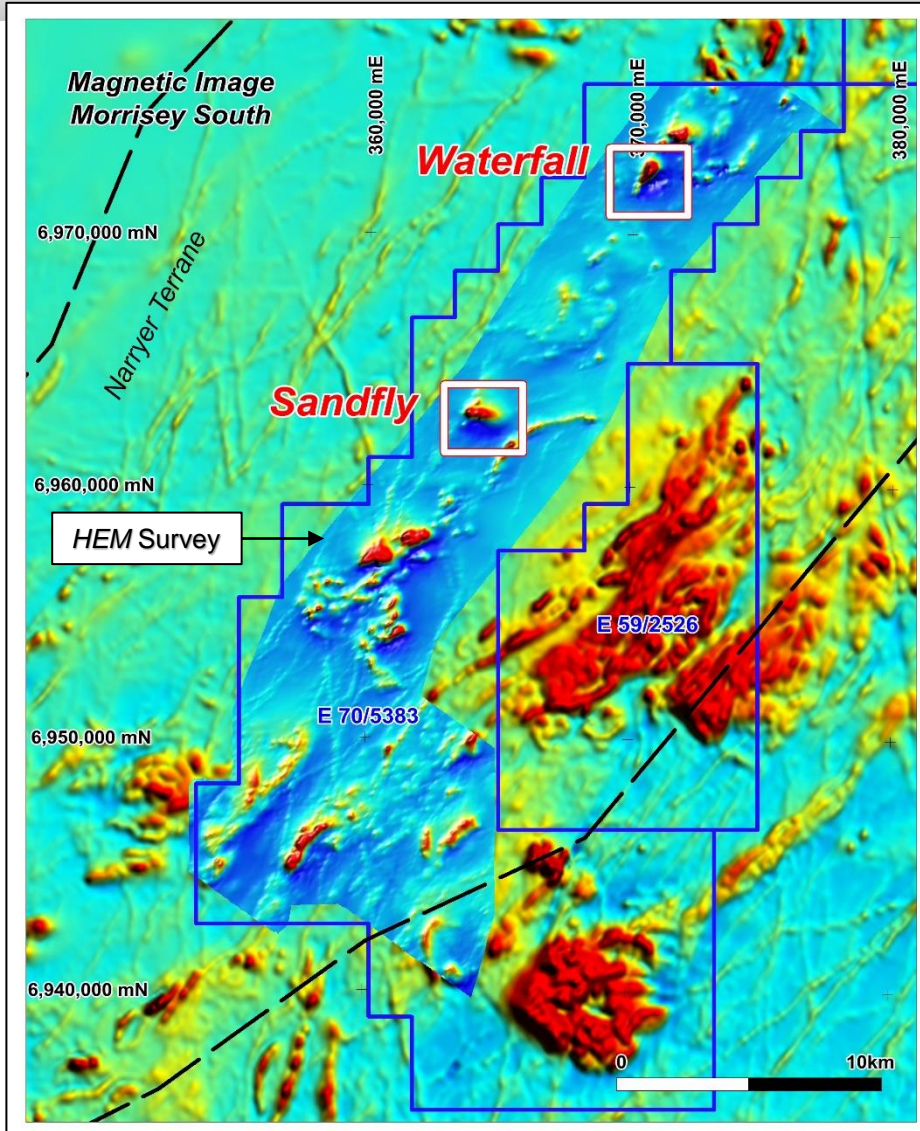 Magnetic Image
Morrisey South
360,000 mE
370,000 mE
380,000 mE
Waterfall
6,970,000 mN
Narryer Terrane
Sandfly
6,960,000 mN
HEM Survey
E 59/2526
E 70/5383
6,950,000 mN
6,940,000 mN
0 10km